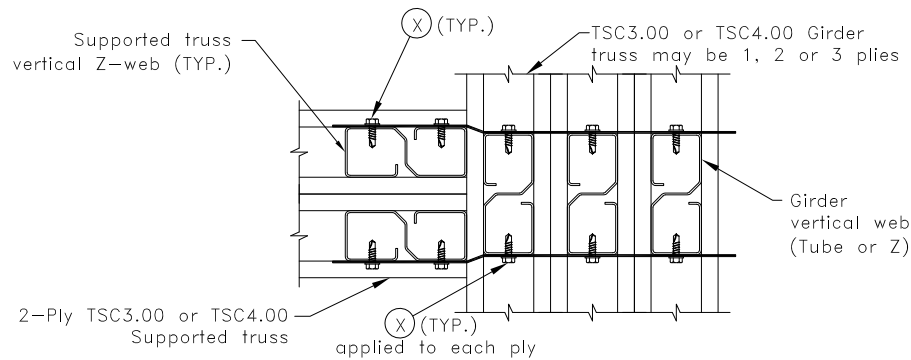 X (TYP.)
Supported truss
vertical Z-web (TYP.)
TSC3.00 or TSC4.00 Girder
truss may be 1, 2 or 3 plies
Girder
vertical web
(Tube or Z)
2-Ply TSC3.00 or TSC4.00
Supported truss
X (TYP.)
applied to each ply